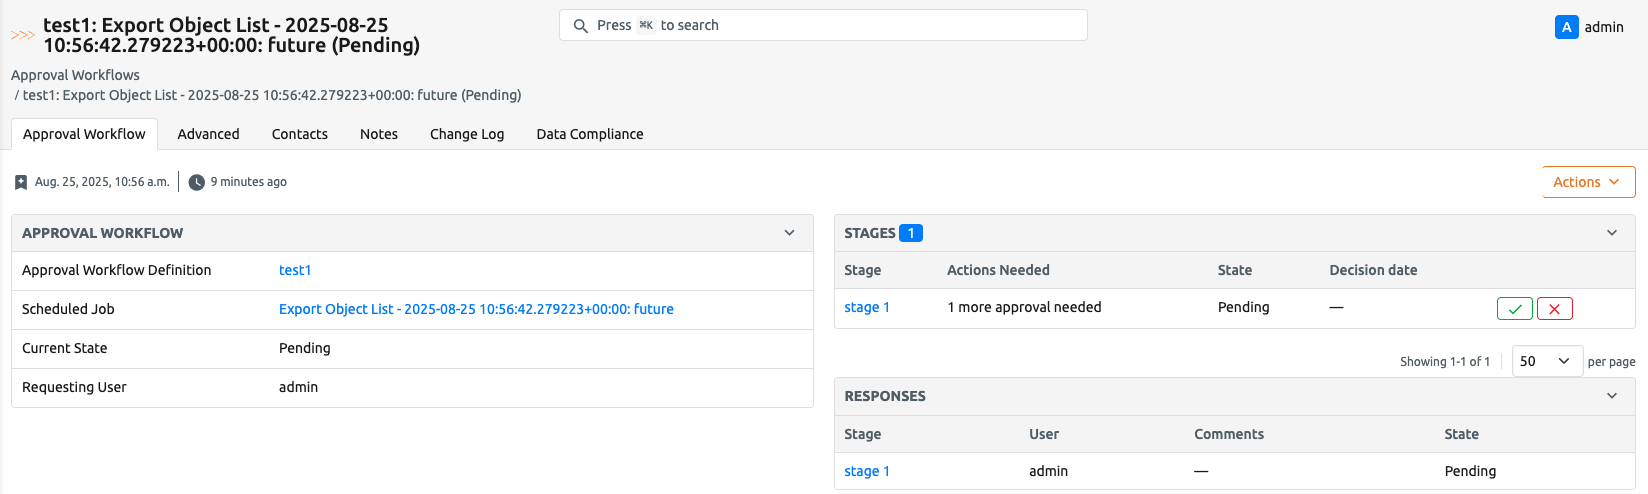 test1: Export Object List - 2025-08-25
10:56:42.279223+00:00: future (Pending)
Press ⌘K to search
A admin
Approval Workflows
/ test1: Export Object List - 2025-08-25 10:56:42.279223+00:00: future (Pending)
Approval Workflow Advanced Contacts Notes Change Log Data Compliance
Aug. 25, 2025, 10:56 a.m. 9 minutes ago
Actions
APPROVAL WORKFLOW
Approval Workflow Definition test1
Scheduled Job Export Object List - 2025-08-25 10:56:42.279223+00:00: future
Current State Pending
Requesting User admin
STAGES 1
Stage Actions Needed State Decision date
stage 1 1 more approval needed Pending —
Showing 1-1 of 1 50 per page
RESPONSES
Stage User Comments State
stage 1 admin — Pending